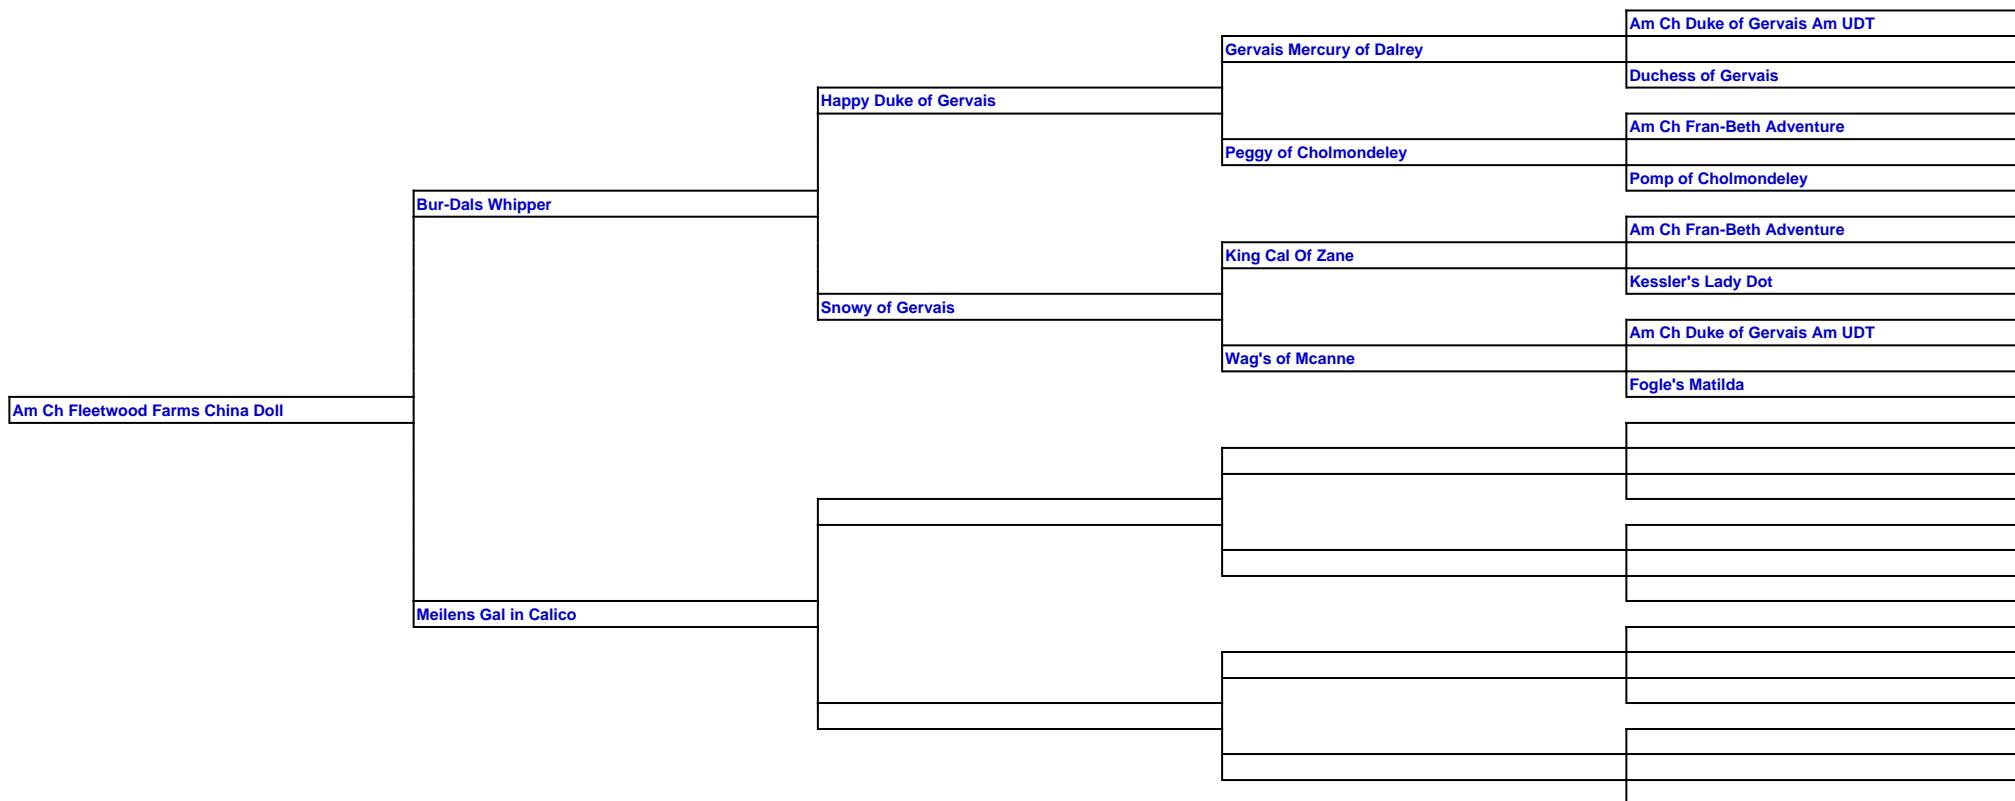 Am Ch Duke of Gervais Am UDT
Gervais Mercury of Dalrey
Duchess of Gervais
Happy Duke of Gervais
Am Ch Fran-Beth Adventure
Peggy of Cholmondeley
Pomp of Cholmondeley
Bur-Dals Whipper
Am Ch Fran-Beth Adventure
King Cal Of Zane
Kessler's Lady Dot
Snowy of Gervais
Am Ch Duke of Gervais Am UDT
Wag's of Mcanne
Fogle's Matilda
Am Ch Fleetwood Farms China Doll
Meilens Gal in Calico